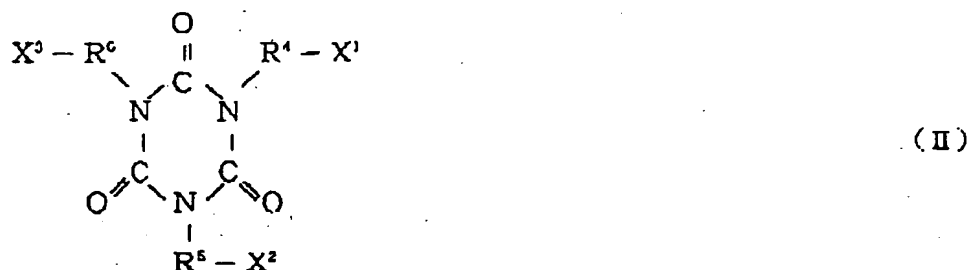 O
X³ – R⁶ C R⁴ – X¹
N N
(II)
C C
O N O
R⁵ – X²